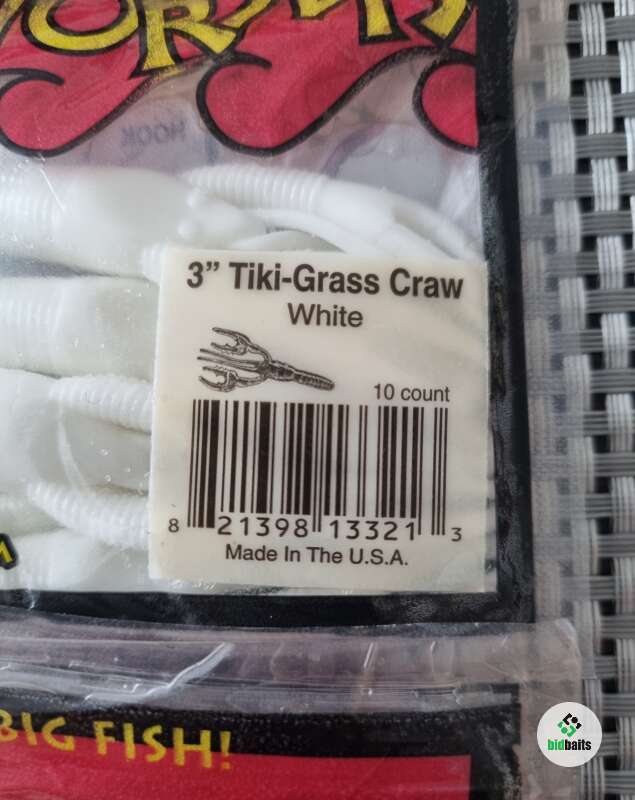 HOOK
3" Tiki-Grass Craw
White
10 count
8 21398 13321 3
Made In The U.S.A.
BIG FISH!
bidbaits